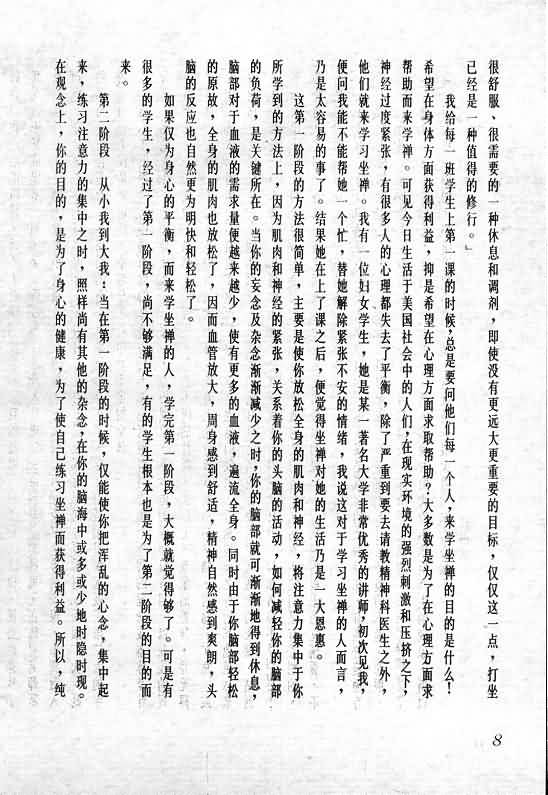 很舒服、很需要的一种休息和调剂，即使没有更远大更重要的目标，仅仅这一点，打坐
已经是一种值得的修行。」
我给每一班学生上第一课的时候，总是要问他们每一个人，来学坐禅的目的是什么！
希望在身体方面获得利益，抑是希望在心理方面求取帮助？大多数是为了在心理方面求
帮助而来学禅。可见今日生活于美国社会中的人们，在现实环境的强烈刺激和压挤之下，
神经过度紧张，有很多人的心理都失去了平衡，除了严重到要去请教精神科医生之外，
他们就来学习坐禅。我有一位妇女学生，她是某一著名大学非常优秀的讲师，初次见我，
便问我能不能帮她一个忙，替她解除紧张不安的情绪，我说这对于学习坐禅的人而言，
乃是太容易的事了。结果她在上了课之后，便觉得坐禅对她的生活乃是一大恩惠。
这第一阶段的方法很简单，主要是使你放松全身的肌肉和神经，将注意力集中于你
所学到的方法上，因为肌肉和神经的紧张，关系着你的头脑的活动，如何减轻你的脑部
的负荷，是关键所在。当你的妄念及杂念渐渐减少之时，你的脑部就可渐渐地得到休息，
脑部对于血液的需求量便越来越少，使有更多的血液，遍流全身。同时由于你脑部轻松
的原故，全身的肌肉也放松了，因而血管放大，周身感到舒适，精神自然感到爽朗，头
脑的反应也自然更为明快和轻松了。
如果仅为身心的平衡，而来学坐禅的人，学完第一阶段，大概就觉得够了。可是有
很多的学生，经过了第一阶段，尚不够满足，有的学生根本也是为了第二阶段的目的而
来。
第二阶段 从小我到大我：当在第一阶段的时候，仅能使你把浑乱的心念，集中起
来，练习注意力的集中之时，照样尚有其他的杂念，在你的脑海中或多或少地时隐时现。
在观念上，你的目的，是为了身心的健康，为了使自己练习坐禅而获得利益。所以，纯
8